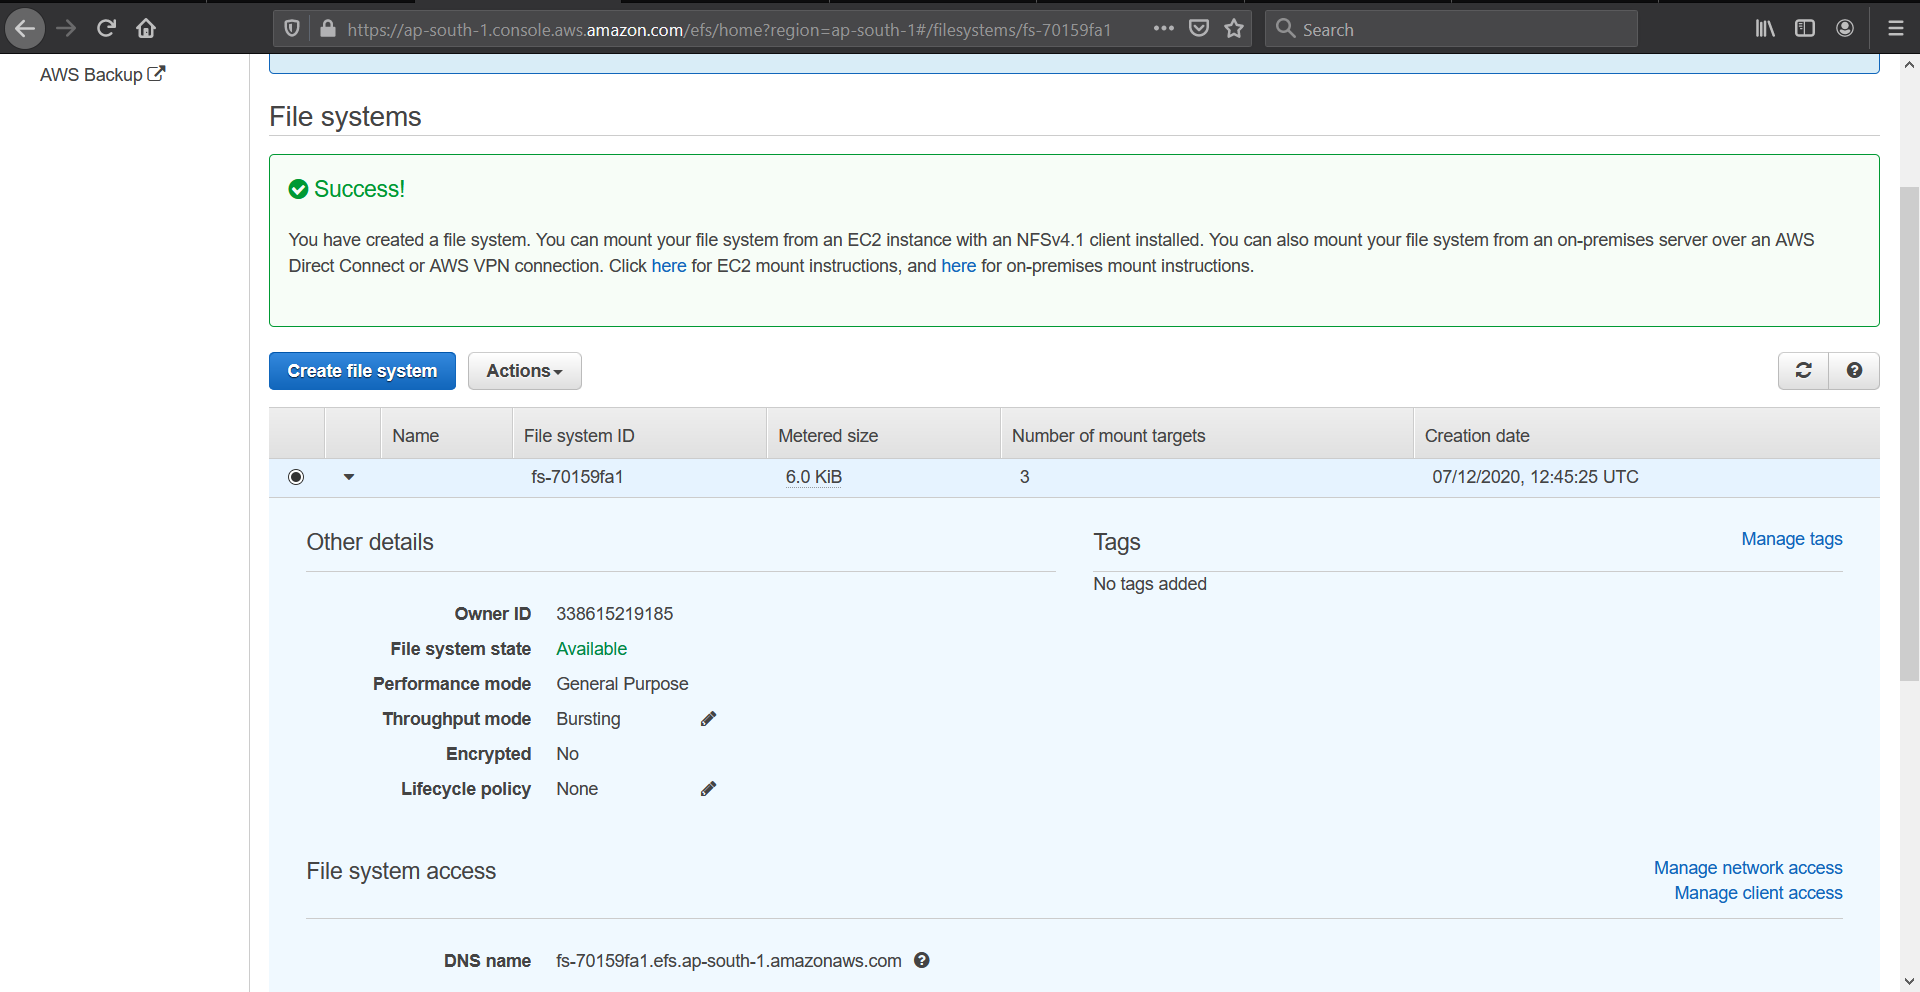 https://ap-south-1.console.aws.amazon.com/efs/home?region=ap-south-1#/filesystems/fs-70159fa1
Search
AWS Backup
File systems
Success!
You have created a file system. You can mount your file system from an EC2 instance with an NFSv4.1 client installed. You can also mount your file system from an on-premises server over an AWS
Direct Connect or AWS VPN connection. Click here for EC2 mount instructions, and here for on-premises mount instructions.
Create file system Actions
Name File system ID Metered size Number of mount targets Creation date
fs-70159fa1 6.0 KiB 3 07/12/2020, 12:45:25 UTC
Other details
Owner ID 338615219185
File system state Available
Performance mode General Purpose
Throughput mode Bursting
Encrypted No
Lifecycle policy None
Tags Manage tags
No tags added
File system access Manage network access
Manage client access
DNS name fs-70159fa1.efs.ap-south-1.amazonaws.com